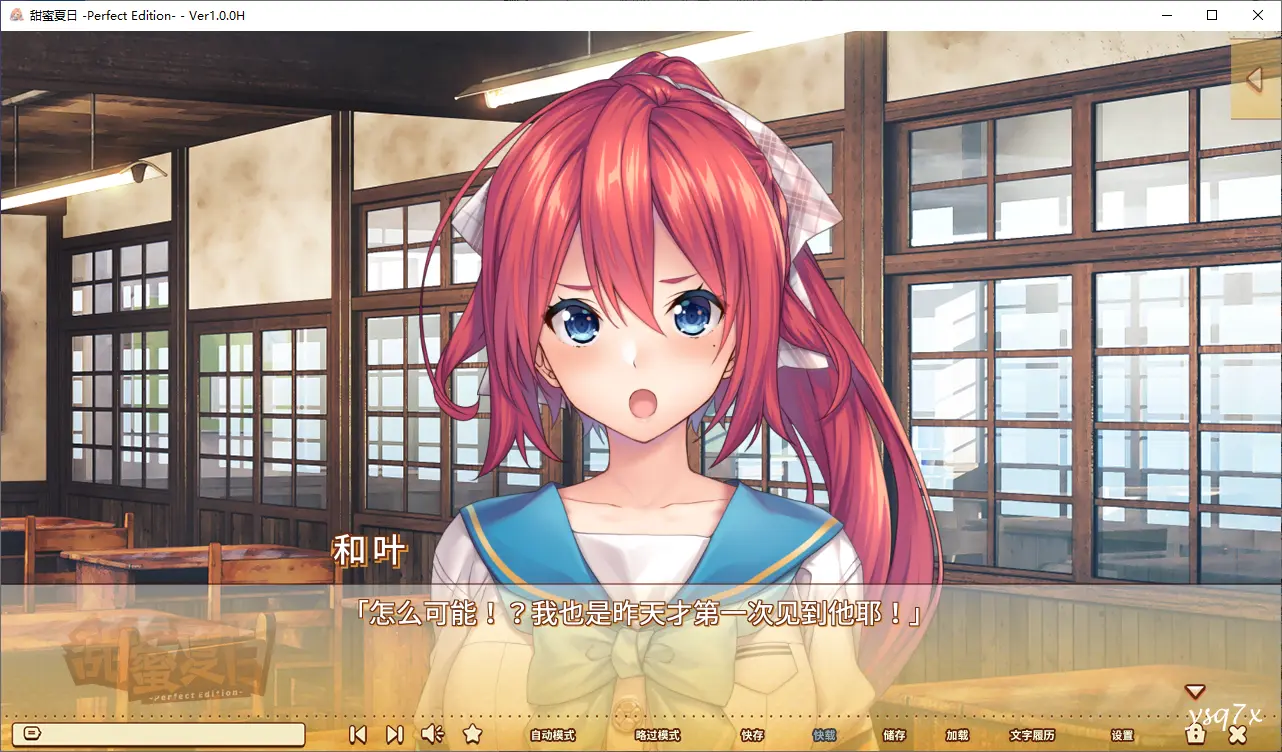 甜蜜夏日 -Perfect Edition- - Ver1.0.0H
和叶
「怎么可能！？我也是昨天才第一次见到他耶！」
甜蜜夏日
-Perfect Edition-
ysq7x
自动模式 略过模式 快存 快载 储存 加载 文字履历 设置